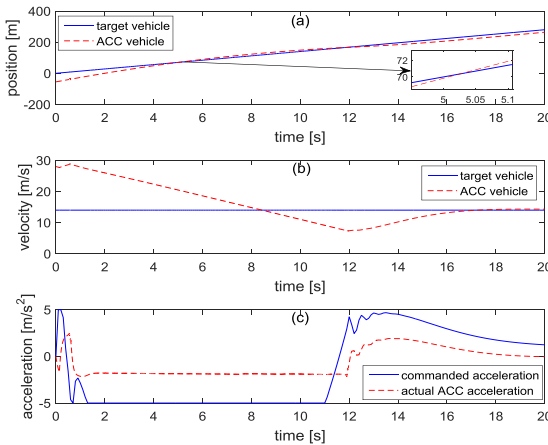 (a)
400
200
0
-200
position [m]
target vehicle
ACC vehicle
72
70
5 5.05 5.1
0 2 4 6 8 10 12 14 16 18 20
time [s]
(b)
30
20
10
0
velocity [m/s]
target vehicle
ACC vehicle
0 2 4 6 8 10 12 14 16 18 20
time [s]
(c)
5
0
-5
acceleration [m/s²]
commanded acceleration
actual ACC acceleration
0 2 4 6 8 10 12 14 16 18 20
time [s]